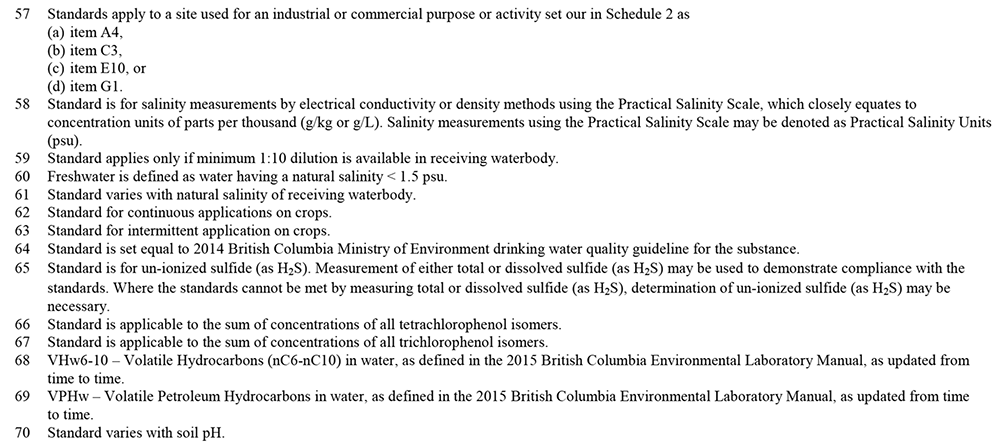 57 Standards apply to a site used for an industrial or commercial purpose or activity set our in Schedule 2 as
(a) item A4,
(b) item C3,
(c) item E10, or
(d) item G1.
58 Standard is for salinity measurements by electrical conductivity or density methods using the Practical Salinity Scale, which closely equates to
concentration units of parts per thousand (g/kg or g/L). Salinity measurements using the Practical Salinity Scale may be denoted as Practical Salinity Units
(psu).
59 Standard applies only if minimum 1:10 dilution is available in receiving waterbody.
60 Freshwater is defined as water having a natural salinity < 1.5 psu.
61 Standard varies with natural salinity of receiving waterbody.
62 Standard for continuous applications on crops.
63 Standard for intermittent application on crops.
64 Standard is set equal to 2014 British Columbia Ministry of Environment drinking water quality guideline for the substance.
65 Standard is for un-ionized sulfide (as H₂S). Measurement of either total or dissolved sulfide (as H₂S) may be used to demonstrate compliance with the
standards. Where the standards cannot be met by measuring total or dissolved sulfide (as H₂S), determination of un-ionized sulfide (as H₂S) may be
necessary.
66 Standard is applicable to the sum of concentrations of all tetrachlorophenol isomers.
67 Standard is applicable to the sum of concentrations of all trichlorophenol isomers.
68 VHw6-10 – Volatile Hydrocarbons (nC6-nC10) in water, as defined in the 2015 British Columbia Environmental Laboratory Manual, as updated from
time to time.
69 VPHw – Volatile Petroleum Hydrocarbons in water, as defined in the 2015 British Columbia Environmental Laboratory Manual, as updated from time
to time.
70 Standard varies with soil pH.